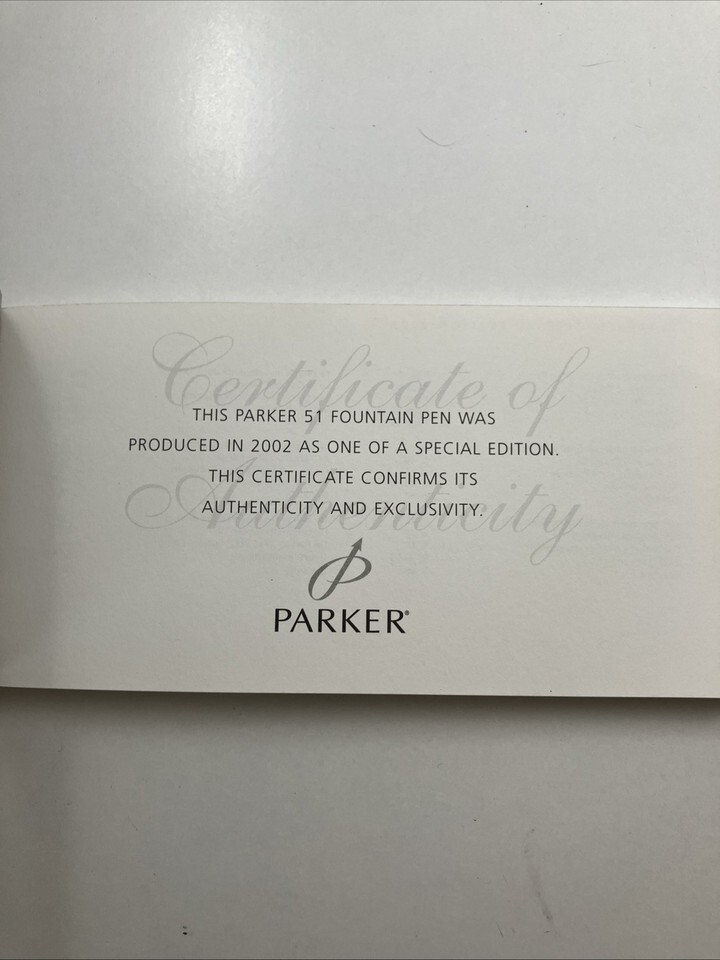 Certificate of
THIS PARKER 51 FOUNTAIN PEN WAS
PRODUCED IN 2002 AS ONE OF A SPECIAL EDITION.
THIS CERTIFICATE CONFIRMS ITS
Authenticity
AUTHENTICITY AND EXCLUSIVITY.
PARKER®